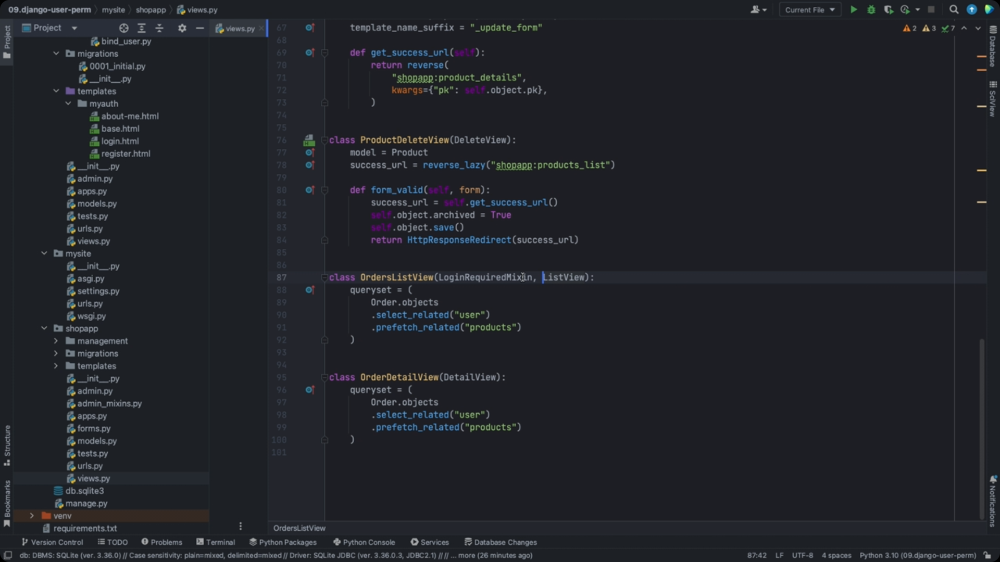 09.django-user-perm > mysite > shopapp > views.py
Current File
Project
Project
views.py
2 3 7
bind_user.py
migrations
0001_initial.py
__init__.py
templates
myauth
about-me.html
base.html
login.html
register.html
__init__.py
admin.py
apps.py
models.py
tests.py
urls.py
views.py
mysite
__init__.py
asgi.py
settings.py
urls.py
wsgi.py
shopapp
management
migrations
templates
__init__.py
admin.py
admin_mixins.py
apps.py
forms.py
models.py
tests.py
urls.py
views.py
db.sqlite3
manage.py
venv
requirements.txt
Structure
Bookmarks
67 template_name_suffix = "_update_form"
68
69 def get_success_url(self):
70 return reverse(
71 "shopapp:product_details",
72 kwargs={"pk": self.object.pk},
73 )
74
75
76 class ProductDeleteView(DeleteView):
77 model = Product
78 success_url = reverse_lazy("shopapp:products_list")
79
80 def form_valid(self, form):
81 success_url = self.get_success_url()
82 self.object.archived = True
83 self.object.save()
84 return HttpResponseRedirect(success_url)
85
86
87 class OrdersListView(LoginRequiredMixin, ListView):
88 queryset = (
89 Order.objects
90 .select_related("user")
91 .prefetch_related("products")
92 )
93
94
95 class OrderDetailView(DetailView):
96 queryset = (
97 Order.objects
98 .select_related("user")
99 .prefetch_related("products")
100 )
101
OrdersListView
Database
SciView
Notifications
Version Control TODO Problems Terminal Python Packages Python Console Services Database Changes
db: DBMS: SQLite (ver. 3.36.0) // Case sensitivity: plain=mixed, delimited=mixed // Driver: SQLite JDBC (ver. 3.36.0.3, JDBC2.1) // // ... more (26 minutes ago) 87:42 LF UTF-8 4 spaces Python 3.10 (09.django-user-perm)